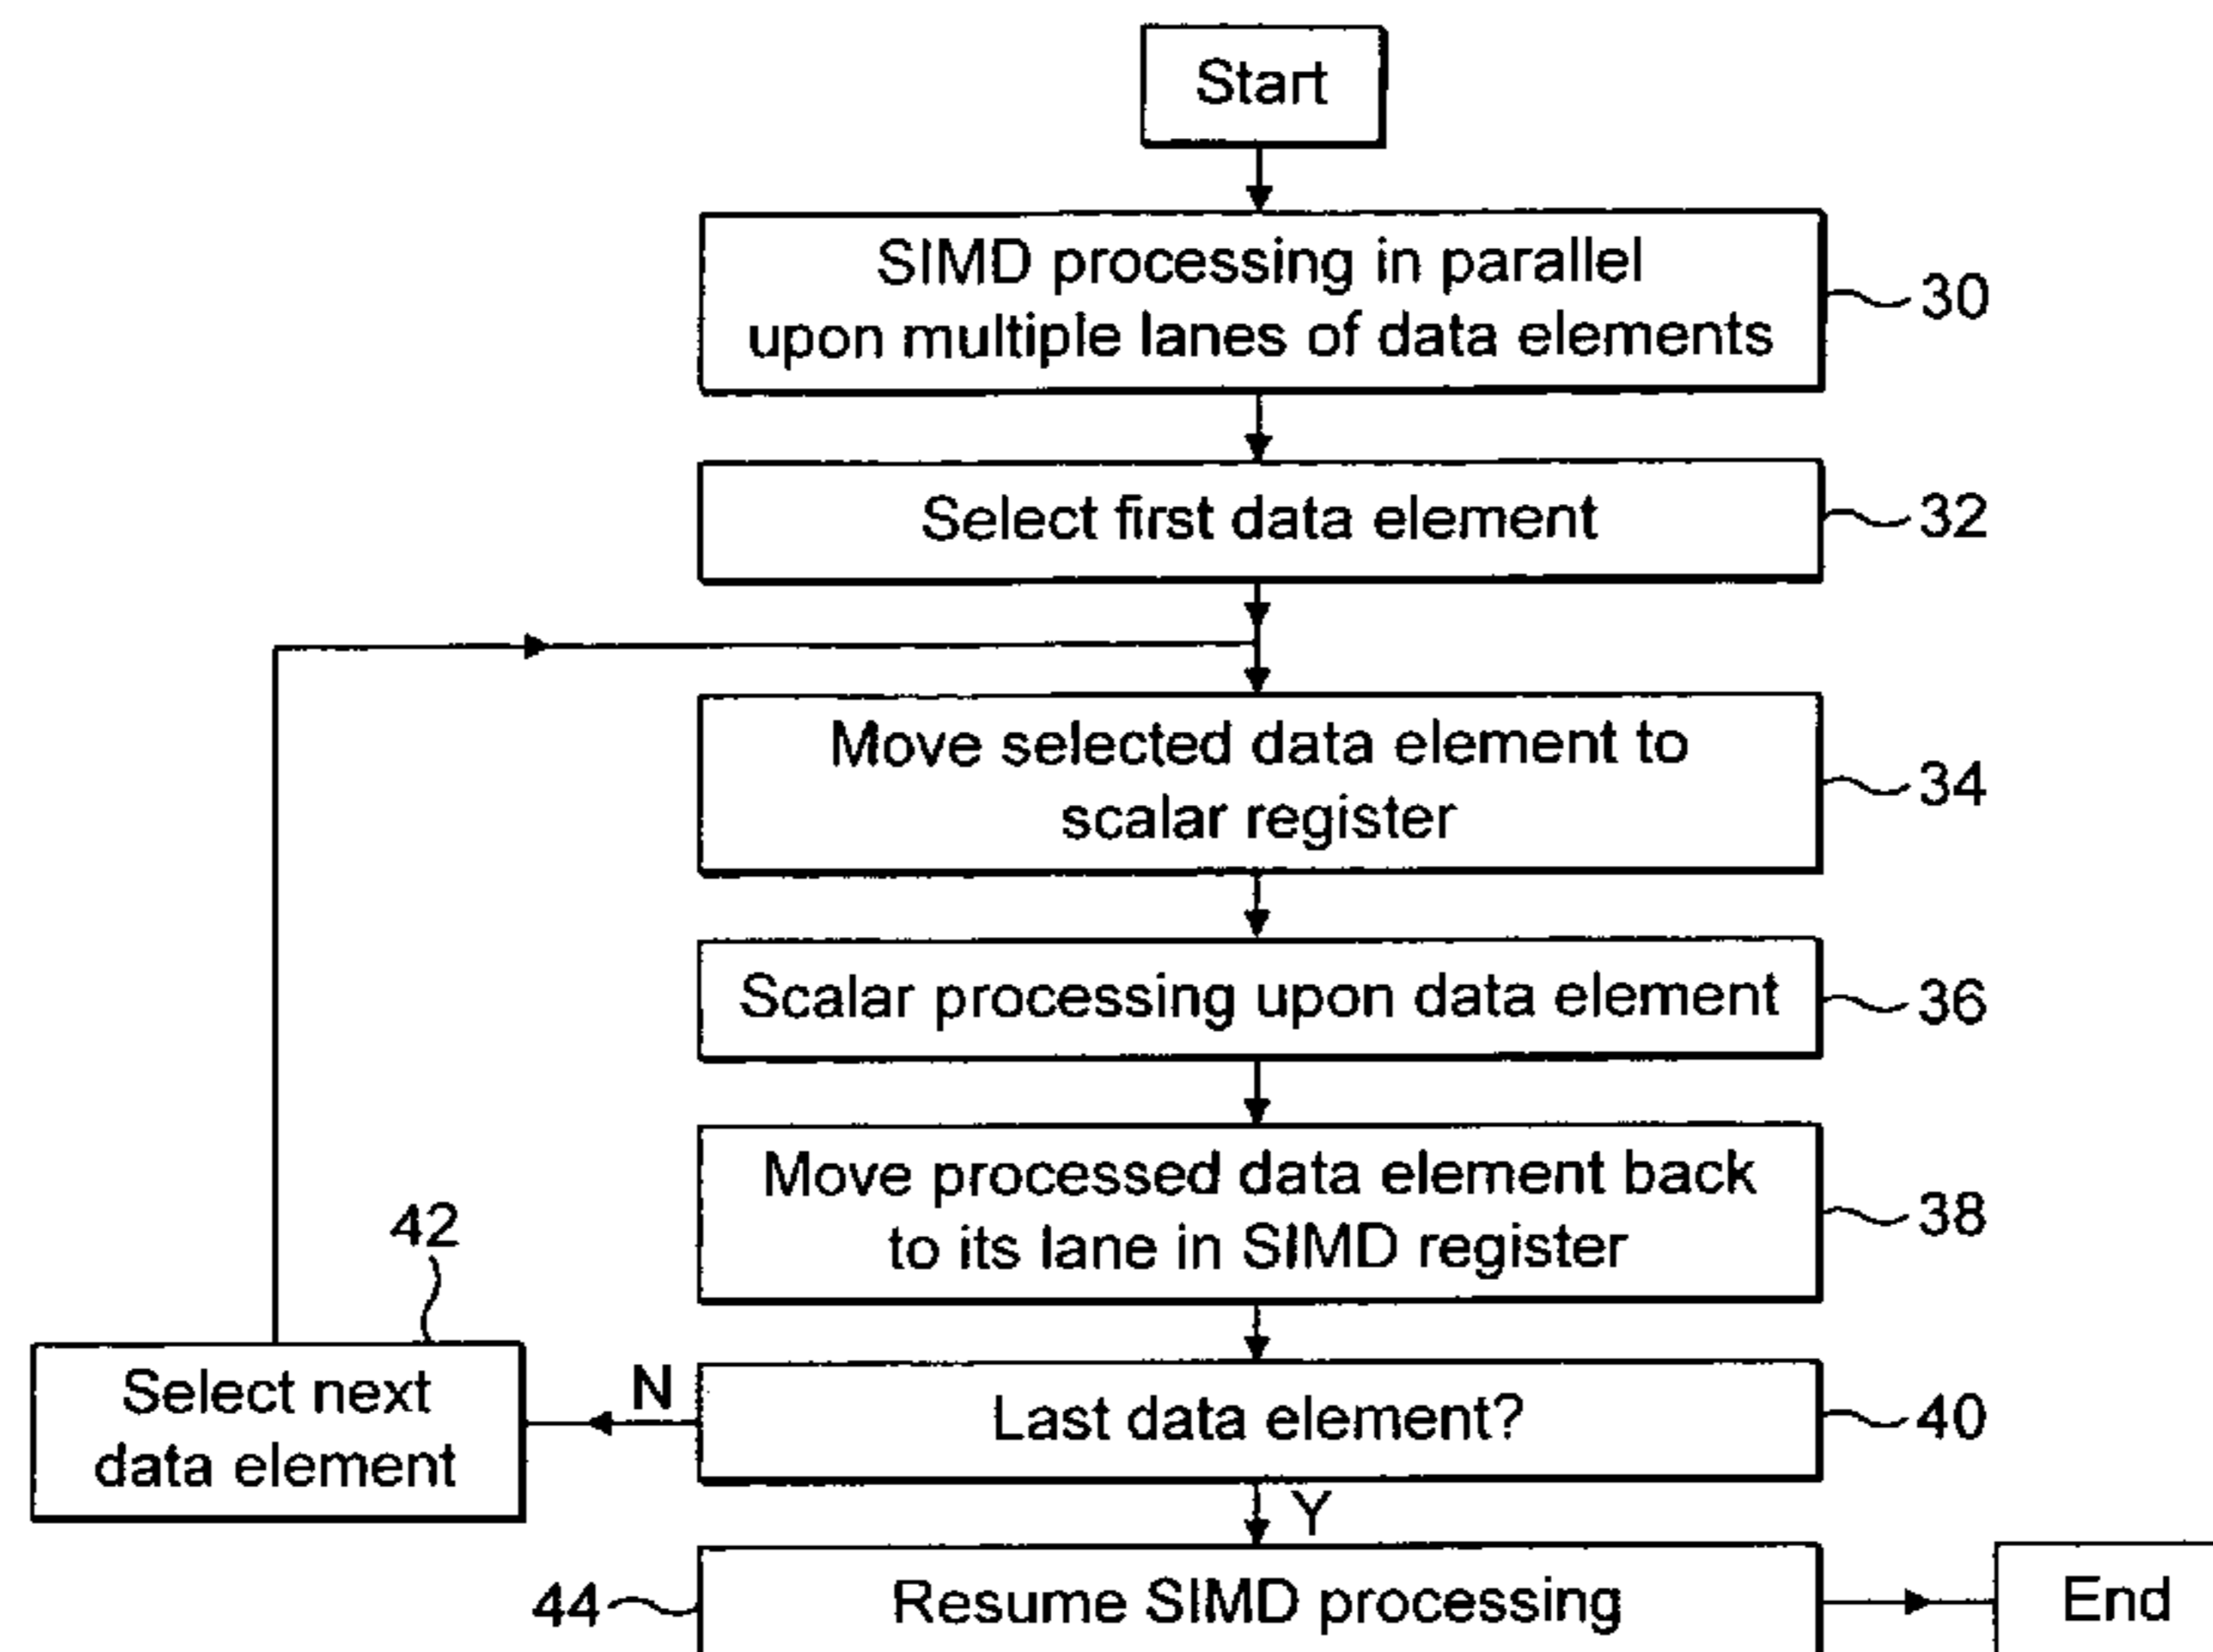 Start
SIMD processing in parallel
upon multiple lanes of data elements
30
Select first data element
32
Move selected data element to
scalar register
34
Scalar processing upon data element
36
Move processed data element back
to its lane in SIMD register
38
42
Select next
data element
N
Last data element?
40
Y
44
Resume SIMD processing
End